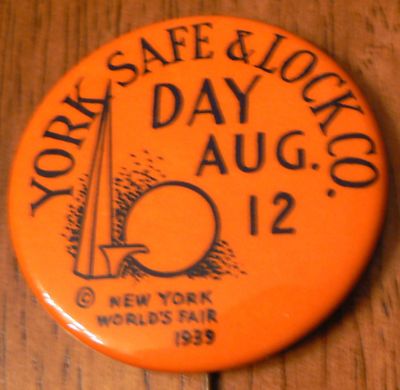 YORK SAFE & LOCK CO.
DAY
AUG.
12
© NEW YORK
WORLD'S FAIR
1939